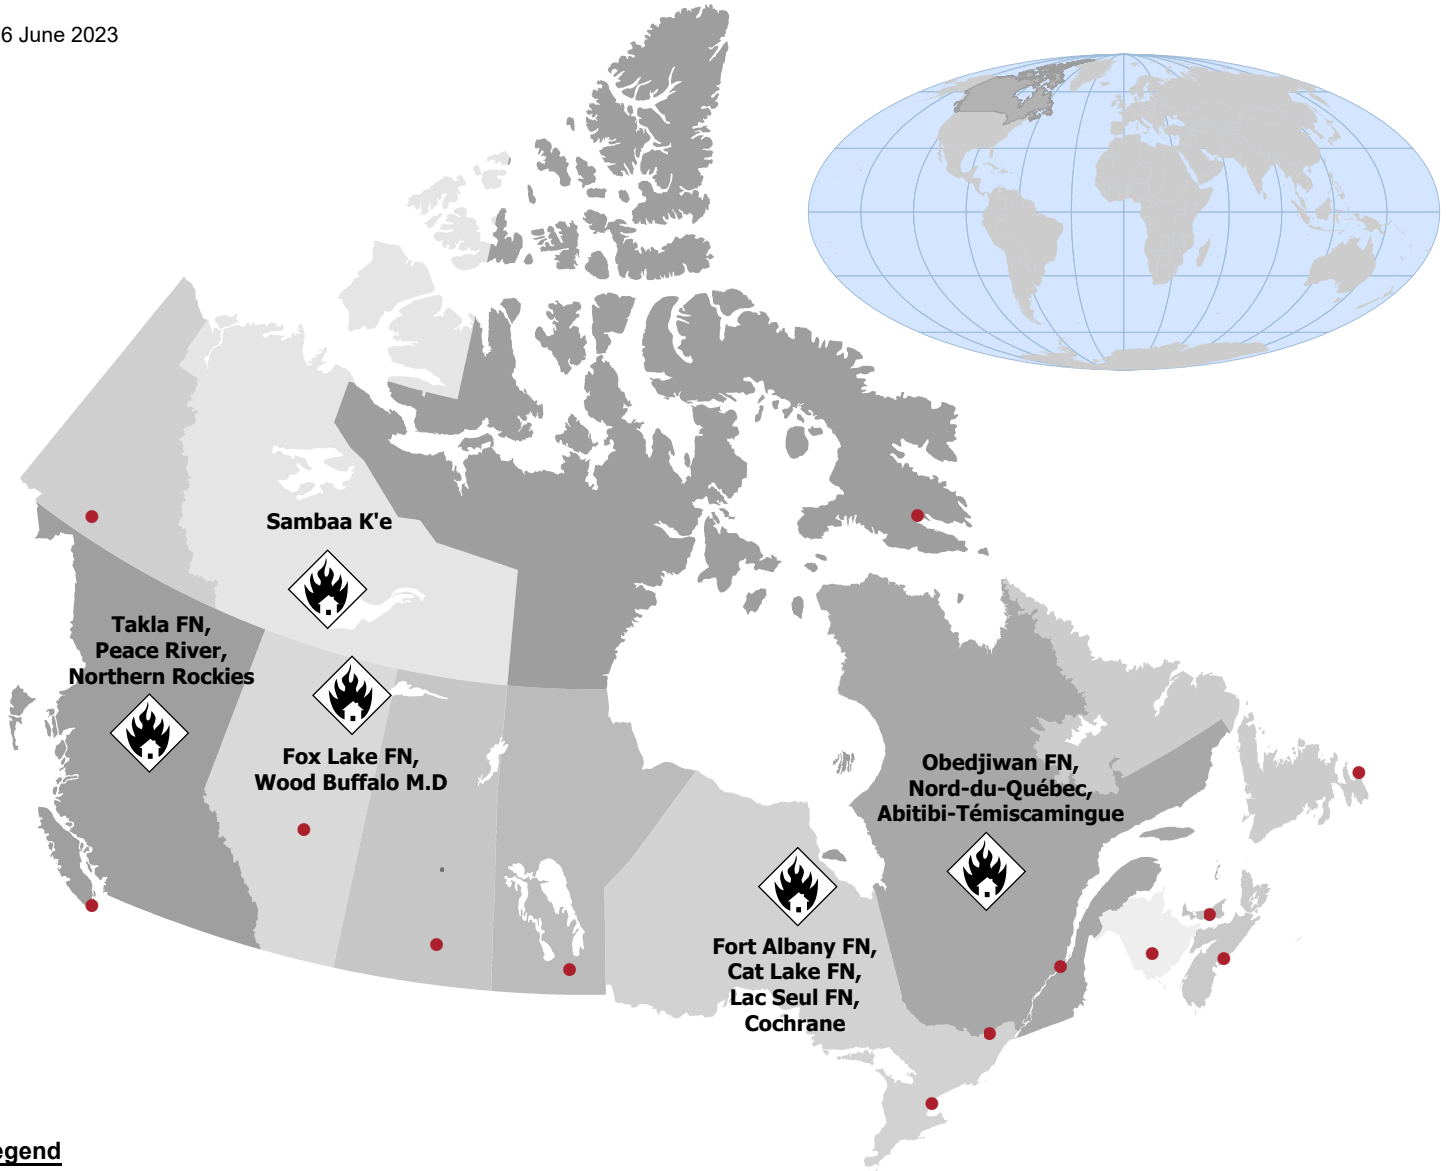 6 June 2023
Sambaa K'e
Takla FN,
Peace River,
Northern Rockies
Fox Lake FN,
Wood Buffalo M.D
Obedjiwan FN,
Nord-du-Québec,
Abitibi-Témiscamingue
Fort Albany FN,
Cat Lake FN,
Lac Seul FN,
Cochrane
egend